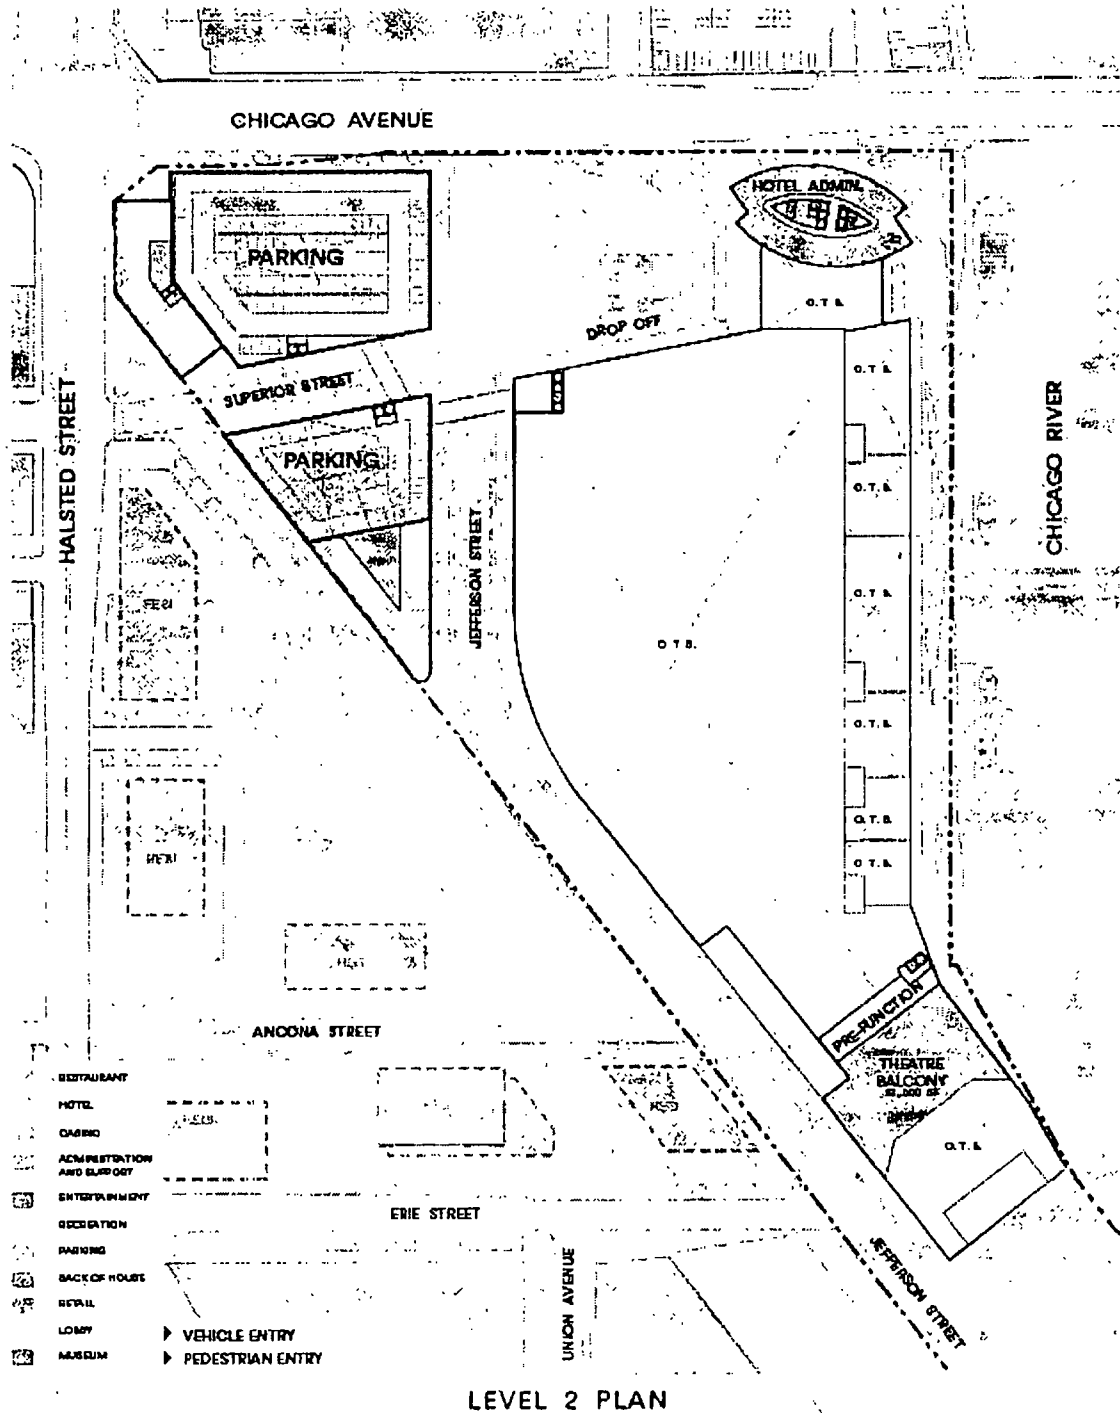 CHICAGO AVENUE
HOTEL ADMIN.
PARKING
O.T.B.
DROP OFF
O.T.B.
SUPERIOR STREET
HALSTED STREET
CHICAGO RIVER
PARKING
O.T.B.
JEFFERSON STREET
O.T.B.
RESI
O.T.B.
O.T.B.
O.T.B.
RESI
O.T.B.
PRE-FUNCTION
ANCONA STREET
THEATRE
BALCONY
O.T.B.
ERIE STREET
JEFFERSON STREET
UNION AVENUE
RESTAURANT
HOTEL
CASINO
ADMINISTRATION
AND SUPPORT
ENTERTAINMENT
RECREATION
PARKING
BACK OF HOUSE
RETAIL
LOBBY
MUSEUM
VEHICLE ENTRY
PEDESTRIAN ENTRY
LEVEL 2 PLAN